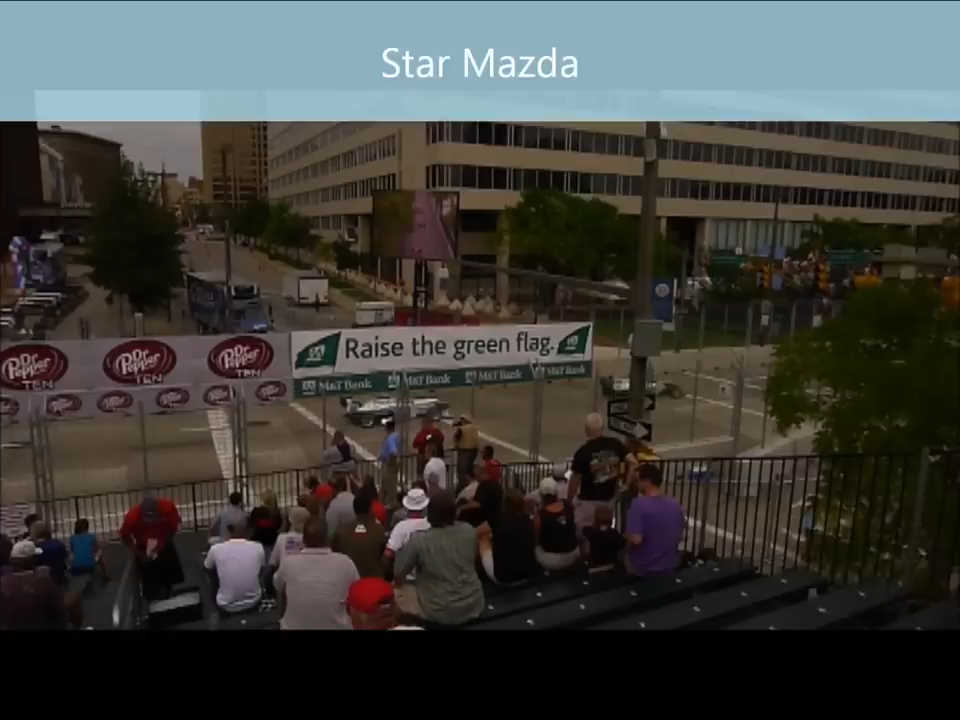 Star Mazda
Raise the green flag.
Dr Pepper TEN
Dr Pepper TEN
Dr Pepper TEN
M&T Bank M&T Bank M&T Bank M&T Bank